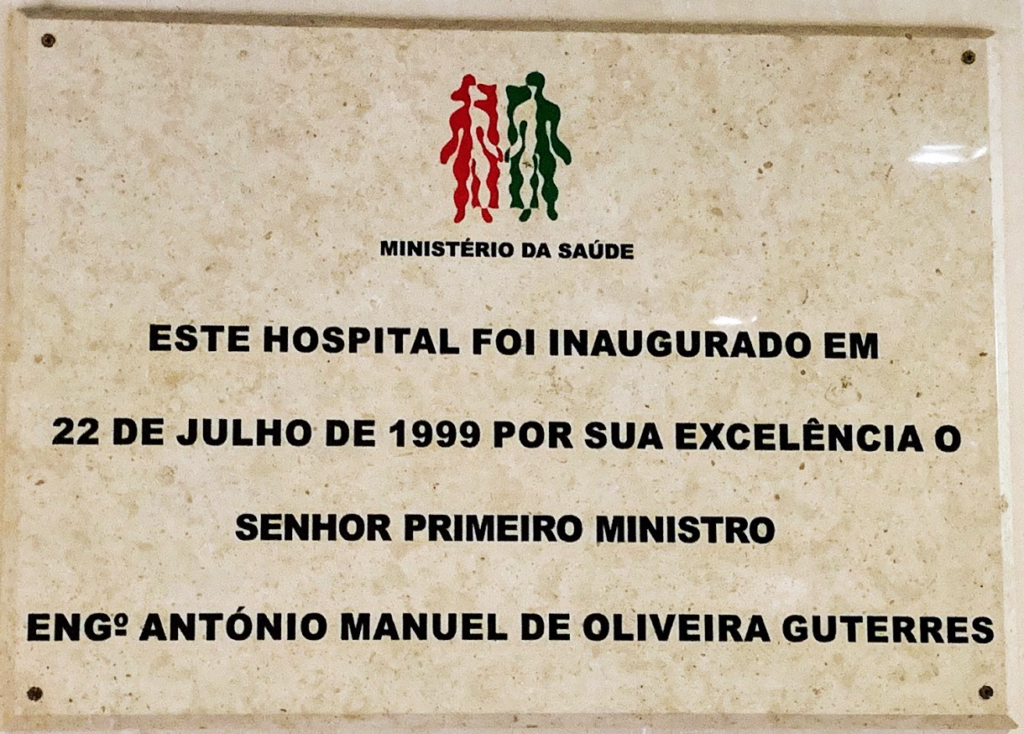 MINISTÉRIO DA SAÚDE
ESTE HOSPITAL FOI INAUGURADO EM
22 DE JULHO DE 1999 POR SUA EXCELÊNCIA O
SENHOR PRIMEIRO MINISTRO
ENGº ANTÓNIO MANUEL DE OLIVEIRA GUTERRES